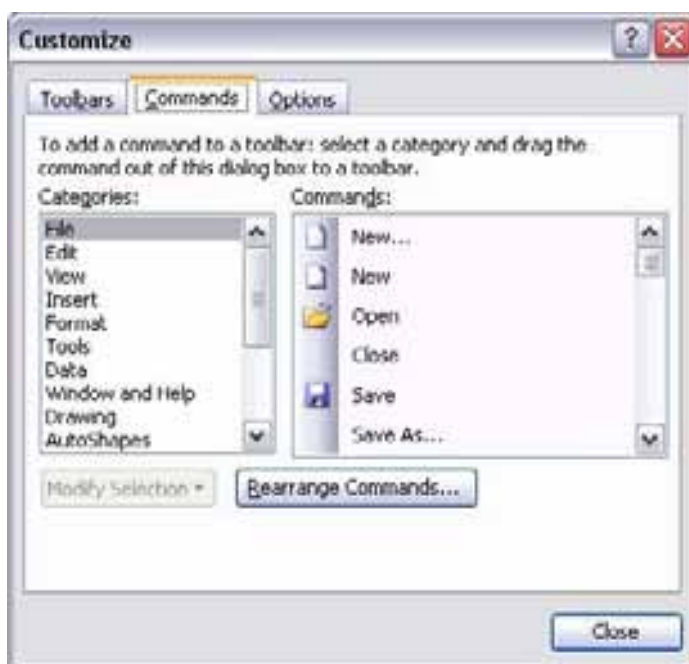 Customize
Toolbars Commands Options
To add a command to a toolbar: select a category and drag the
command out of this dialog box to a toolbar.
Categories: Commands:
File
Edit
View
Insert
Format
Tools
Data
Window and Help
Drawing
AutoShapes
New...
New
Open
Close
Save
Save As...
Modify Selection
Rearrange Commands...
Close